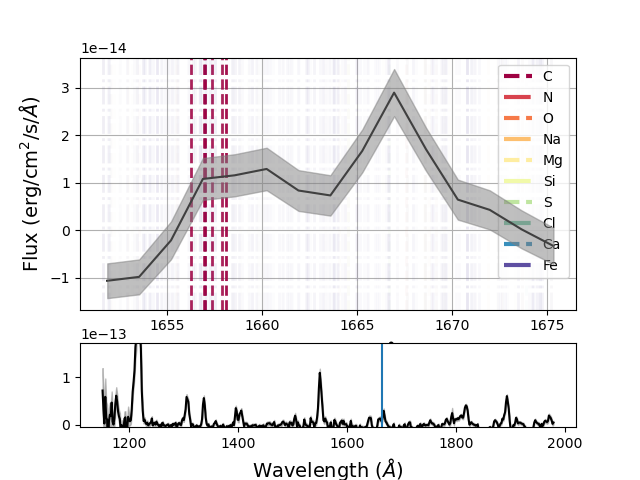 1e−14
Flux (erg/cm²/s/Å)
3
2
1
0
−1
C
N
O
Na
Mg
Si
S
Cl
Ca
Fe
1655 1660 1665 1670 1675
1e−13
1
0
1200 1400 1600 1800 2000
Wavelength (Å)